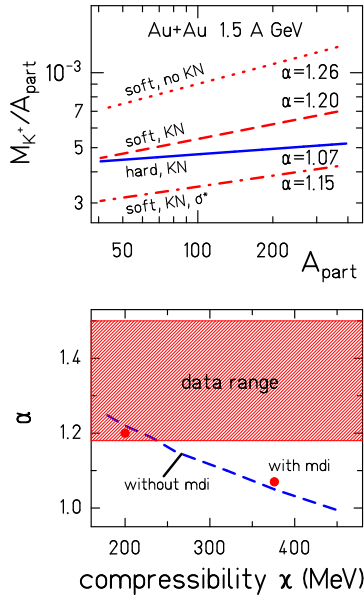 Au+Au 1.5 A GeV
M_K⁺/A_part
10⁻³
7
5
3
soft, no KN
α=1.26
soft, KN
α=1.20
hard, KN
α=1.07
soft, KN, σ*
α=1.15
50 100 200
A_part
α
1.4
1.2
1.0
data range
with mdi
without mdi
200 300 400
compressibility χ (MeV)